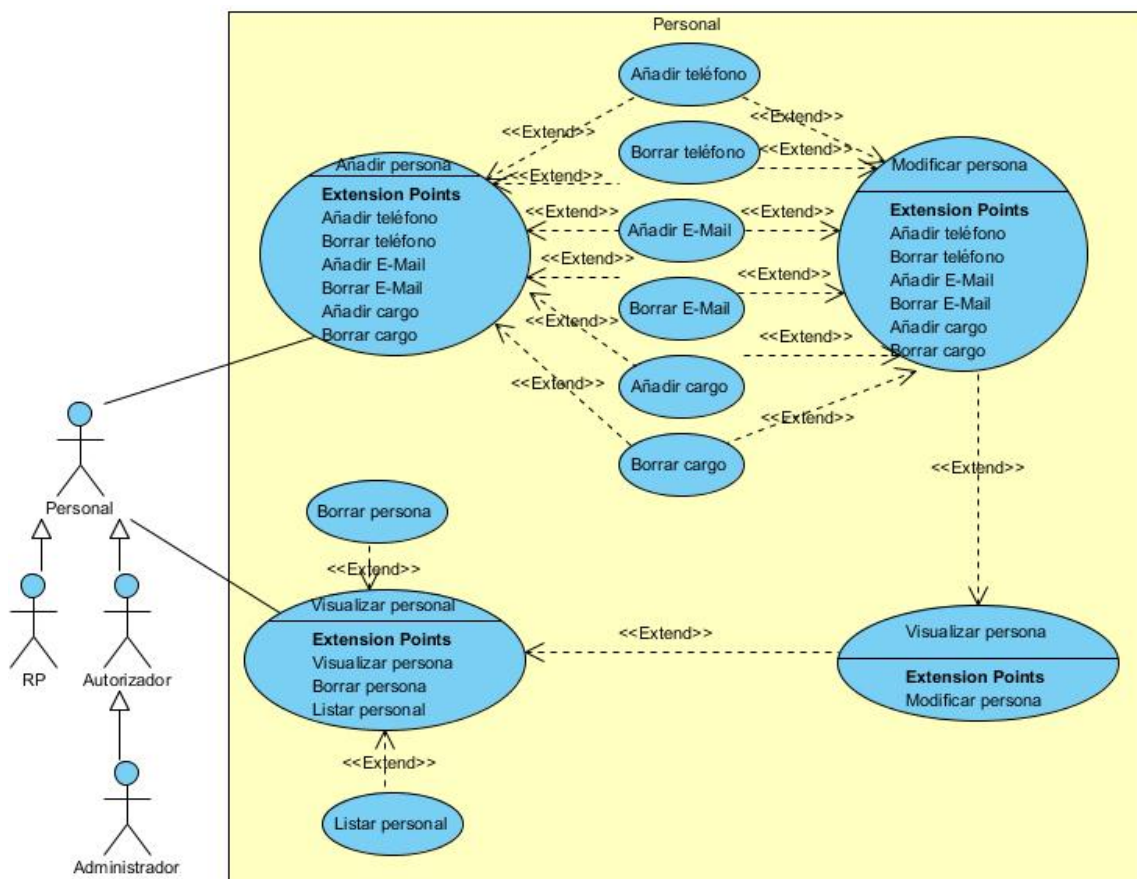 Personal
Añadir teléfono
<<Extend>>
<<Extend>>
Borrar teléfono
<<Extend>>
<<Extend>>
Añadir persona
Extension Points
Añadir teléfono
Borrar teléfono
Añadir E-Mail
Borrar E-Mail
Añadir cargo
Borrar cargo
Modificar persona
Extension Points
Añadir teléfono
Borrar teléfono
Añadir E-Mail
Borrar E-Mail
Añadir cargo
Borrar cargo
<<Extend>>
Añadir E-Mail
<<Extend>>
<<Extend>>
Borrar E-Mail
<<Extend>>
<<Extend>>
Añadir cargo
<<Extend>>
<<Extend>>
Borrar cargo
<<Extend>>
<<Extend>>
Personal
RP
Autorizador
Administrador
Borrar persona
<<Extend>>
Visualizar personal
Extension Points
Visualizar persona
Borrar persona
Listar personal
<<Extend>>
Visualizar persona
Extension Points
Modificar persona
<<Extend>>
Listar personal